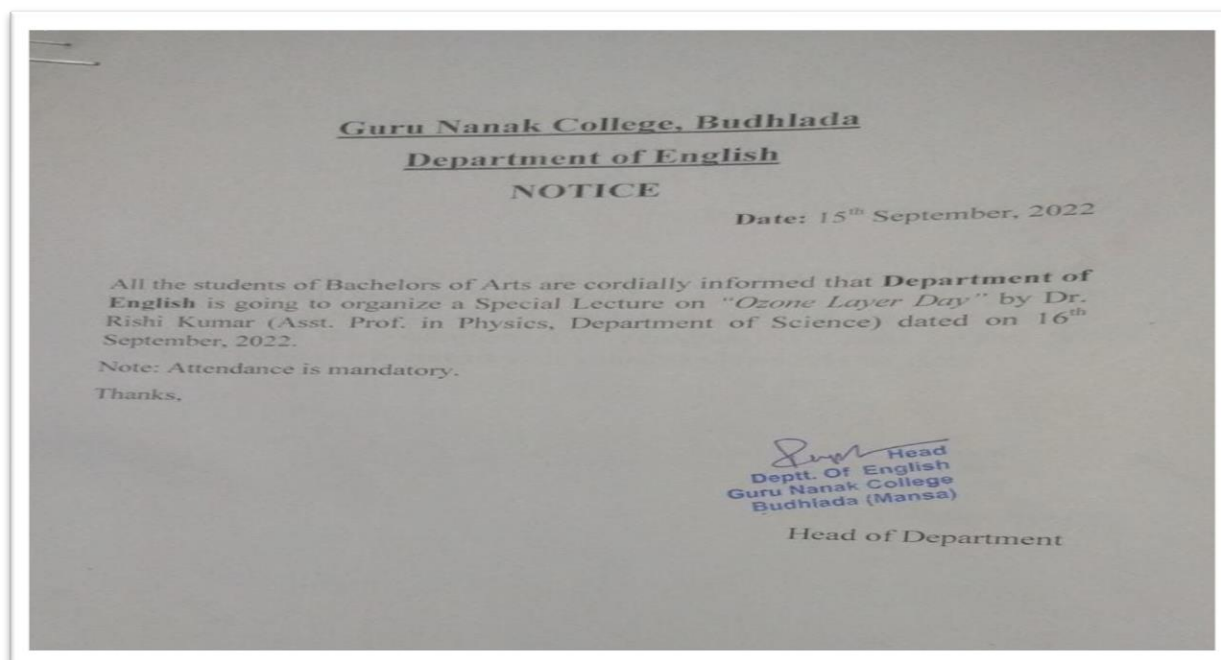 Guru Nanak College, Budhlada
Department of English
NOTICE
Date: 15th September, 2022
All the students of Bachelors of Arts are cordially informed that Department of
English is going to organize a Special Lecture on "Ozone Layer Day" by Dr.
Rishi Kumar (Asst. Prof. in Physics, Department of Science) dated on 16th
September, 2022.
Note: Attendance is mandatory.
Thanks,
Head
Deptt. Of English
Guru Nanak College
Budhlada (Mansa)
Head of Department